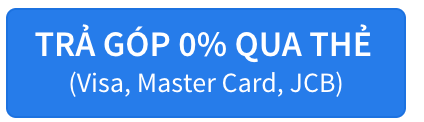 TRẢ GÓP 0% QUA THẺ
(Visa, Master Card, JCB)